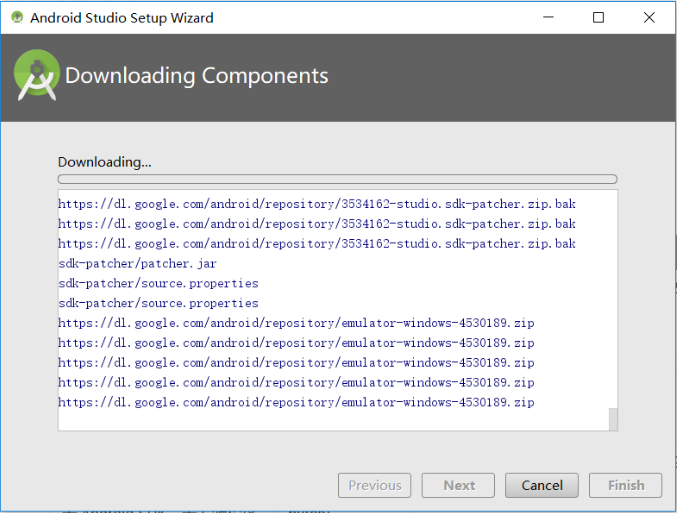 Android Studio Setup Wizard
Downloading Components
Downloading...
https://dl.google.com/android/repository/3534162-studio.sdk-patcher.zip.bak
https://dl.google.com/android/repository/3534162-studio.sdk-patcher.zip.bak
https://dl.google.com/android/repository/3534162-studio.sdk-patcher.zip.bak
sdk-patcher/patcher.jar
sdk-patcher/source.properties
sdk-patcher/source.properties
https://dl.google.com/android/repository/emulator-windows-4530189.zip
https://dl.google.com/android/repository/emulator-windows-4530189.zip
https://dl.google.com/android/repository/emulator-windows-4530189.zip
https://dl.google.com/android/repository/emulator-windows-4530189.zip
https://dl.google.com/android/repository/emulator-windows-4530189.zip
Previous Next Cancel Finish